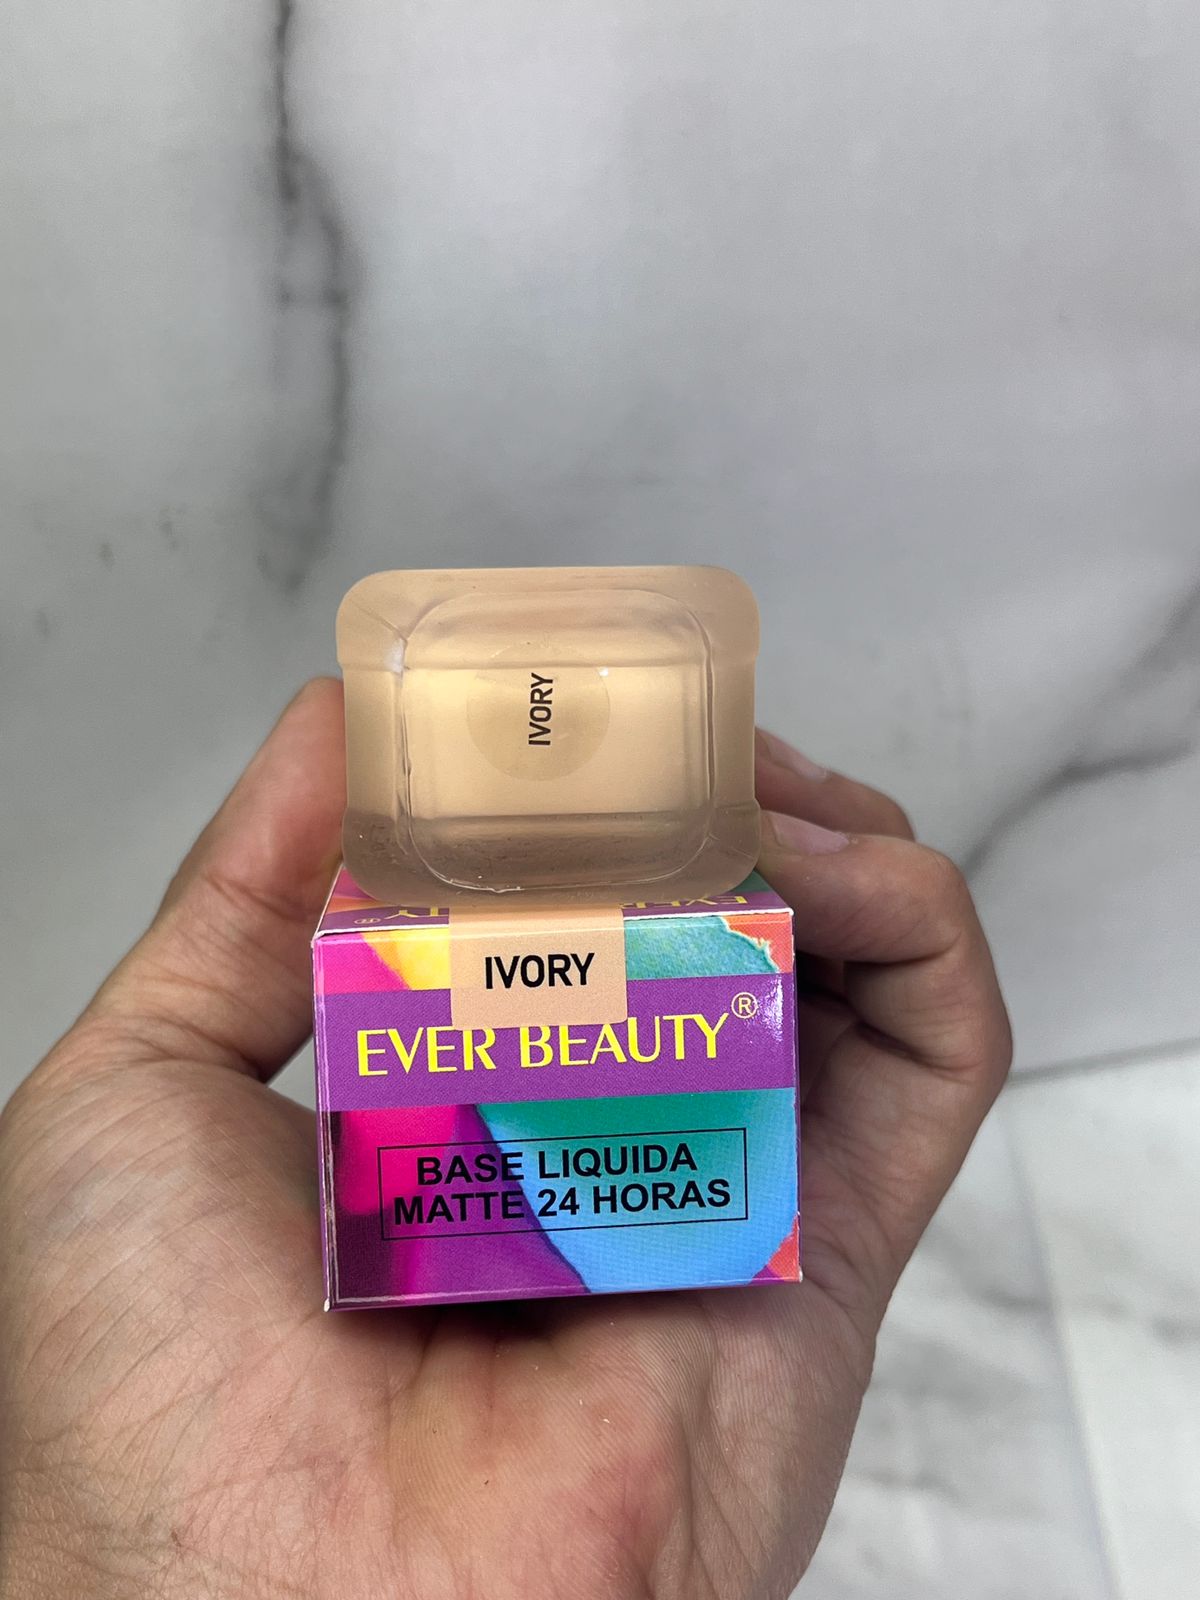 IVORY
IVORY
EVER BEAUTY®
BASE LIQUIDA
MATTE 24 HORAS